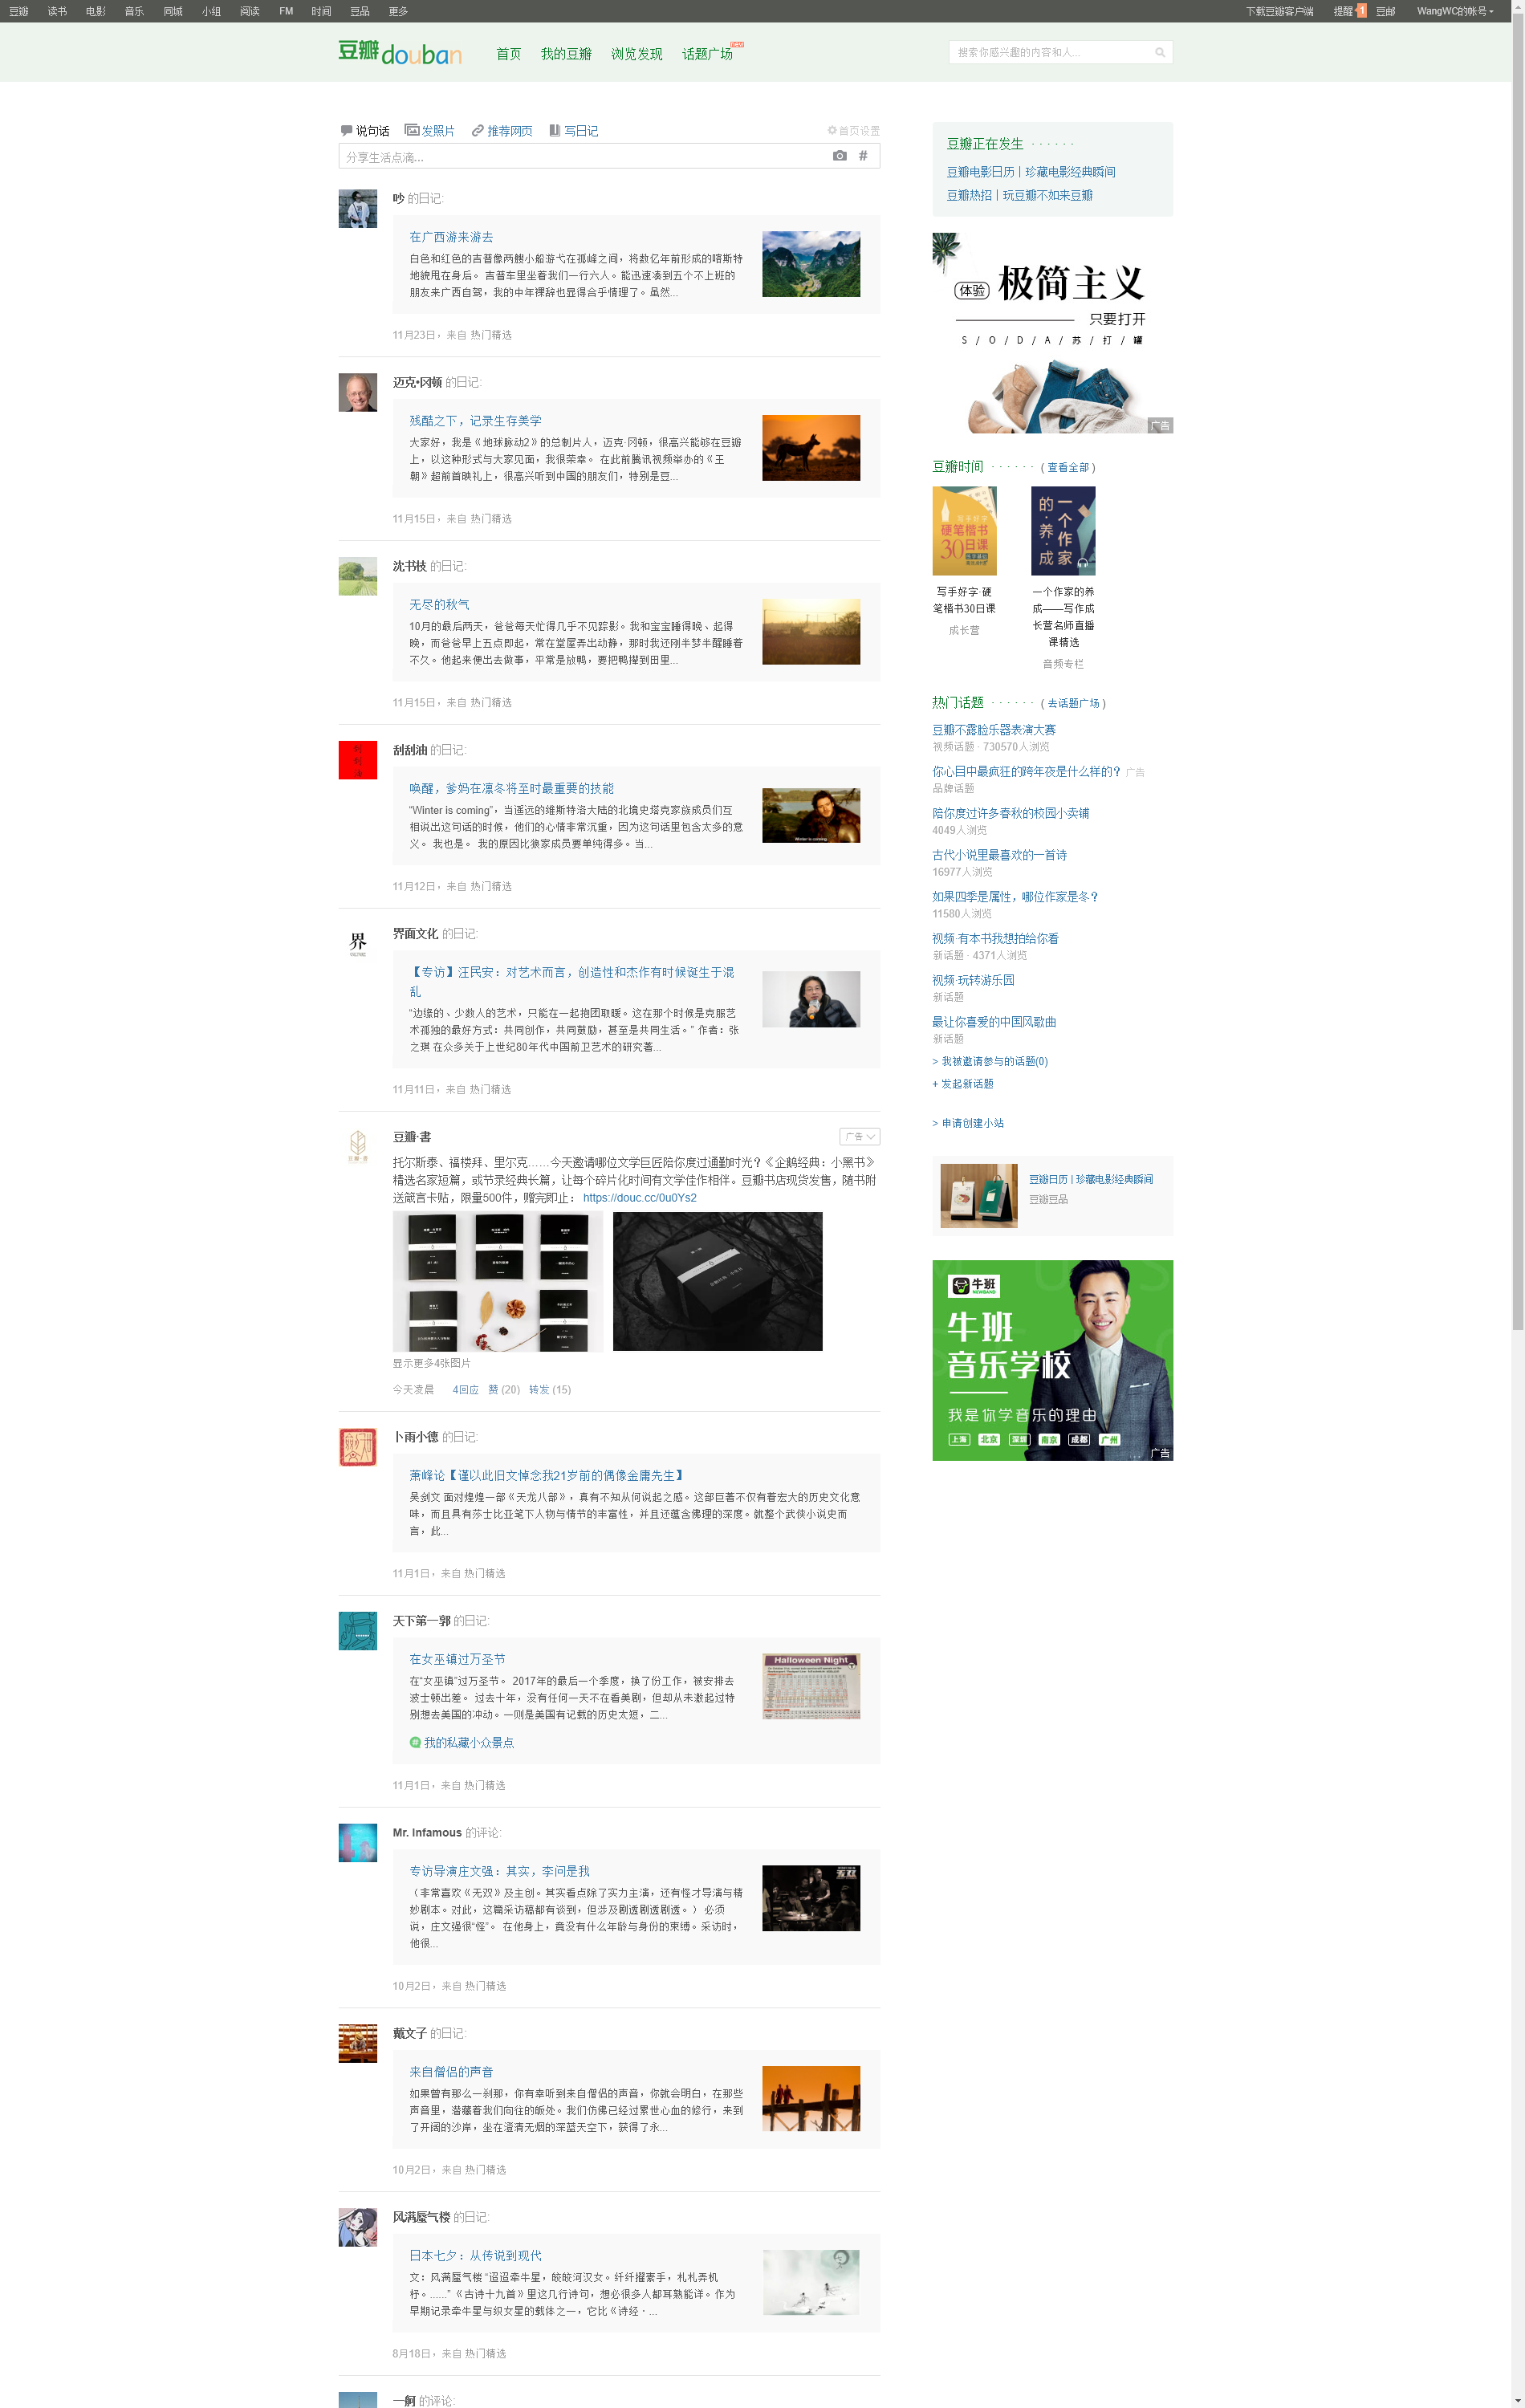 豆瓣 读书 电影 音乐 同城 小组 阅读 FM 时间 豆品 更多 下载豆瓣客户端 提醒 1 豆邮 WangWC的帐号
豆瓣douban 首页 我的豆瓣 浏览发现 话题广场 new 搜索你感兴趣的内容和人...
说句话 发照片 推荐网页 写日记 首页设置
分享生活点滴...
吵 的日记:
在广西游来游去
白色和红色的吉普像两艘小船游弋在孤峰之间，将数亿年前形成的喀斯特
地貌甩在身后。 吉普车里坐着我们一行六人。能迅速凑到五个不上班的
朋友来广西自驾，我的中年裸辞也显得合乎情理了。虽然...
11月23日，来自 热门精选
迈克•冈顿 的日记:
残酷之下，记录生存美学
大家好，我是《地球脉动2》的总制片人，迈克·冈顿，很高兴能够在豆瓣
上，以这种形式与大家见面，我很荣幸。 在此前腾讯视频举办的《王
朝》超前首映礼上，很高兴听到中国的朋友们，特别是豆...
11月15日，来自 热门精选
沈书枝 的日记:
无尽的秋气
10月的最后两天，爸爸每天忙得几乎不见踪影。我和宝宝睡得晚、起得
晚，而爸爸早上五点即起，常在堂屋弄出动静，那时我还刚半梦半醒睡着
不久。他起来便出去做事，平常是放鸭，要把鸭撵到田里...
11月15日，来自 热门精选
刮刮油 的日记:
唤醒，爹妈在凛冬将至时最重要的技能
“Winter is coming”，当遥远的维斯特洛大陆的北境史塔克家族成员们互
相说出这句话的时候，他们的心情非常沉重，因为这句话里包含太多的意
义。 我也是。 我的原因比狼家成员要单纯得多。当...
Winter is coming
11月12日，来自 热门精选
界
界面文化 的日记:
【专访】汪民安：对艺术而言，创造性和杰作有时候诞生于混
乱
“边缘的、少数人的艺术，只能在一起抱团取暖。这在那个时候是克服艺
术孤独的最好方式：共同创作，共同鼓励，甚至是共同生活。” 作者：张
之琪 在众多关于上世纪80年代中国前卫艺术的研究著...
11月11日，来自 热门精选
豆瓣·書 广告
托尔斯泰、福楼拜、里尔克……今天邀请哪位文学巨匠陪你度过通勤时光？《企鹅经典：小黑书》
精选名家短篇，或节录经典长篇，让每个碎片化时间有文学佳作相伴。豆瓣书店现货发售，随书附
送箴言卡贴，限量500件，赠完即止： https://douc.cc/0u0Ys2
显示更多4张图片
今天凌晨 4回应 赞 (20) 转发 (15)
卜雨小德 的日记:
萧峰论【谨以此旧文悼念我21岁前的偶像金庸先生】
吴剑文 面对煌煌一部《天龙八部》，真有不知从何说起之感。这部巨著不仅有着宏大的历史文化意
味，而且具有莎士比亚笔下人物与情节的丰富性，并且还蕴含佛理的深度。就整个武侠小说史而
言，此...
11月1日，来自 热门精选
天下第一郭 的日记:
在女巫镇过万圣节
在“女巫镇”过万圣节。 2017年的最后一个季度，换了份工作，被安排去
波士顿出差。 过去十年，没有任何一天不在看美剧，但却从未激起过特
别想去美国的冲动。一则是美国有记载的历史太短，二...
Halloween Night
我的私藏小众景点
11月1日，来自 热门精选
Mr. Infamous 的评论:
专访导演庄文强：其实，李问是我
（非常喜欢《无双》及主创。其实看点除了实力主演，还有怪才导演与精
妙剧本。对此，这篇采访稿都有谈到，但涉及剧透剧透剧透。） 必须
说，庄文强很“怪”。 在他身上，竟没有什么年龄与身份的束缚。采访时，
他很...
无双
10月2日，来自 热门精选
戴文子 的日记:
来自僧侣的声音
如果曾有那么一刹那，你有幸听到来自僧侣的声音，你就会明白，在那些
声音里，潜藏着我们向往的皈处。我们仿佛已经过累世心血的修行，来到
了开阔的沙岸，坐在澄清无烟的深蓝天空下，获得了永...
10月2日，来自 热门精选
风满蜃气楼 的日记:
日本七夕：从传说到现代
文：风满蜃气楼 “迢迢牵牛星，皎皎河汉女。纤纤擢素手，札札弄机
杼。……” 《古诗十九首》里这几行诗句，想必很多人都耳熟能详。作为
早期记录牵牛星与织女星的载体之一，它比《诗经 · ...
8月18日，来自 热门精选
一舸 的评论:
豆瓣正在发生 · · · · · ·
豆瓣电影日历 | 珍藏电影经典瞬间
豆瓣热招 | 玩豆瓣不如来豆瓣
体验 极简主义
只要打开
S / O / D / A / 苏 / 打 / 罐
广告
豆瓣时间 · · · · · · ( 查看全部 )
写手好字
硬笔楷书
30日课
一个作家
的·养·成
写手好字·硬
笔楷书30日课
成长营
一个作家的养
成——写作成
长营名师直播
课精选
音频专栏
热门话题 · · · · · · ( 去话题广场 )
豆瓣不露脸乐器表演大赛
视频话题 · 730570人浏览
你心目中最疯狂的跨年夜是什么样的？ 广告
品牌话题
陪你度过许多春秋的校园小卖铺
4049人浏览
古代小说里最喜欢的一首诗
16977人浏览
如果四季是属性，哪位作家是冬？
11580人浏览
视频·有本书我想拍给你看
新话题 · 4371人浏览
视频·玩转游乐园
新话题
最让你喜爱的中国风歌曲
新话题
> 我被邀请参与的话题(0)
+ 发起新话题
> 申请创建小站
豆瓣日历 | 珍藏电影经典瞬间
豆瓣豆品
牛班
NEWBAND
牛班
音乐学校
我是你学音乐的理由
上海 北京 深圳 南京 成都 广州
广告